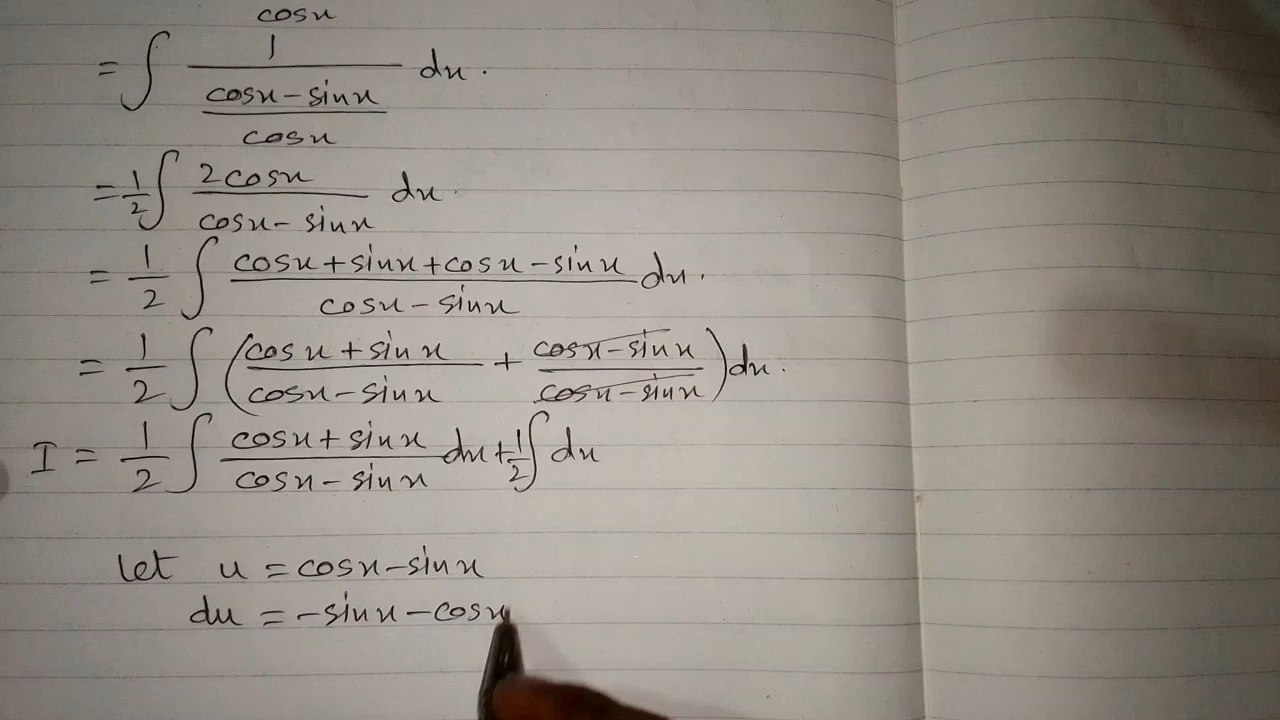 cosx
= ∫ 1 / ((cosx - sinx) / cosx) dx.
= 1/2 ∫ 2cosx / (cosx - sinx) dx.
= 1/2 ∫ (cosx + sinx + cosx - sinx) / (cosx - sinx) dx.
= 1/2 ∫ ((cosx + sinx) / (cosx - sinx) + (cosx - sinx) / (cosx - sinx)) dx.
I = 1/2 ∫ (cosx + sinx) / (cosx - sinx) dx + 1/2 ∫ dx
Let u = cosx - sinx
du = -sinx - cosx